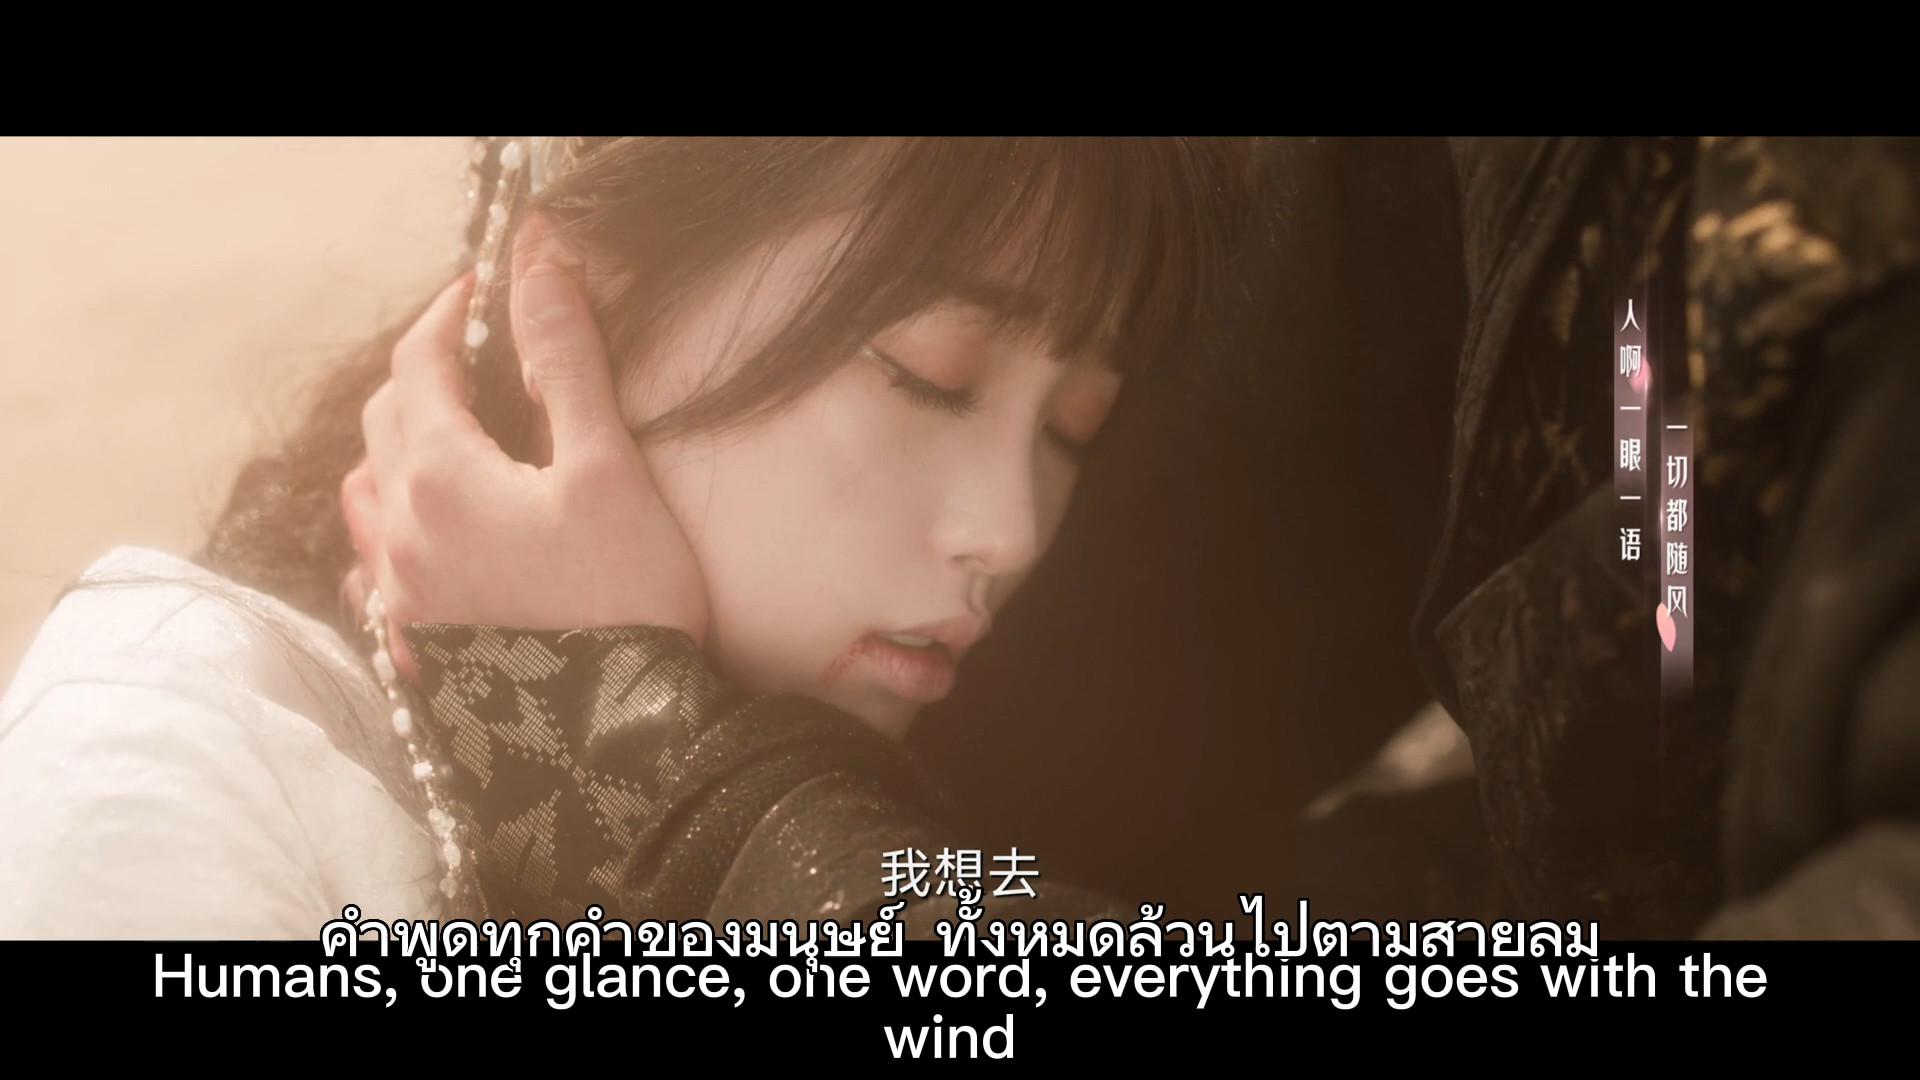 人啊一眼一语
一切都随风
我想去
คำพูดทุกคำของมนุษย์ ทั้งหมดล้วนไปตามสายลม
Humans, one glance, one word, everything goes with the
wind